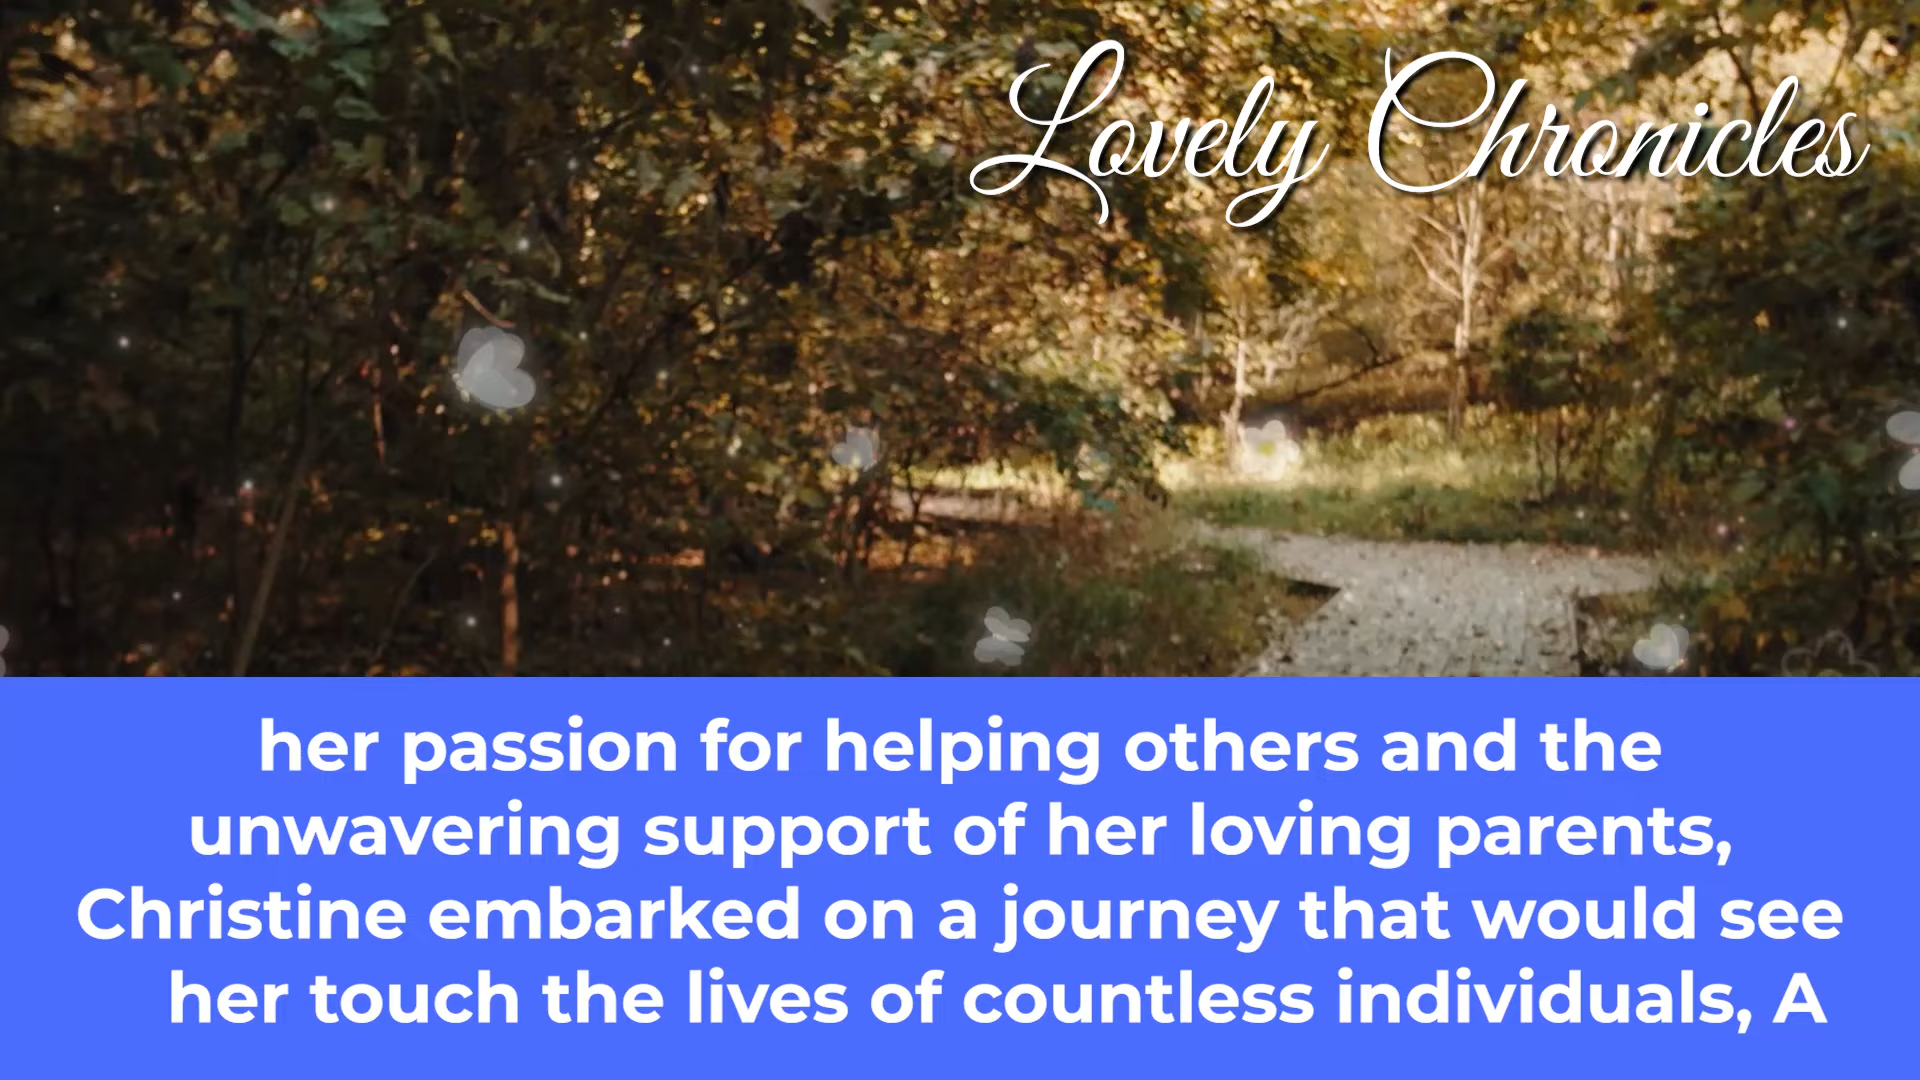 Lovely Chronicles
her passion for helping others and the
unwavering support of her loving parents,
Christine embarked on a journey that would see
her touch the lives of countless individuals, A